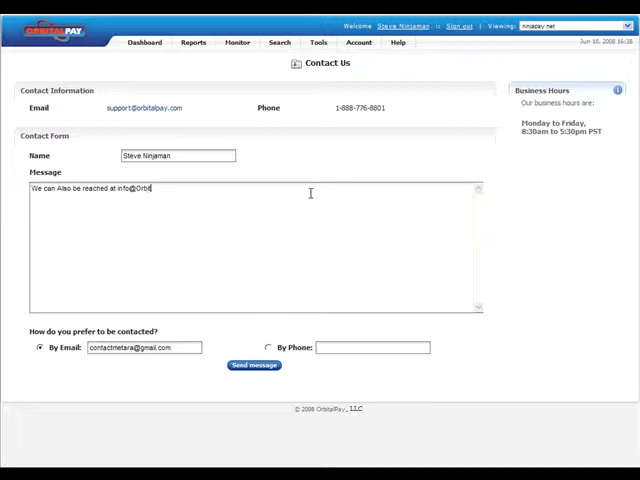 ORBITALPAY
Welcome Steve Ninjaman :: Sign out | Viewing: ninjapay.net
Dashboard Reports Monitor Search Tools Account Help
Jun 18, 2008 16:38
Contact Us
Contact Information
Email support@orbitalpay.com Phone 1-888-776-8801
Business Hours
Our business hours are:
Monday to Friday,
8:30am to 5:30pm PST
Contact Form
Name Steve Ninjaman
Message
We can Also be reached at info@Orbit
How do you prefer to be contacted?
By Email: contactmetara@gmail.com By Phone:
Send message
© 2008 OrbitalPay, LLC